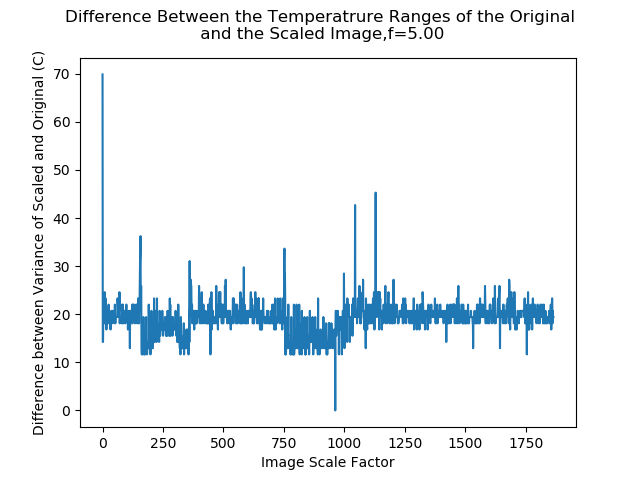 Difference Between the Temperatrure Ranges of the Original
and the Scaled Image,f=5.00
Difference between Variance of Scaled and Original (C)
70
60
50
40
30
20
10
0
0 250 500 750 1000 1250 1500 1750
Image Scale Factor